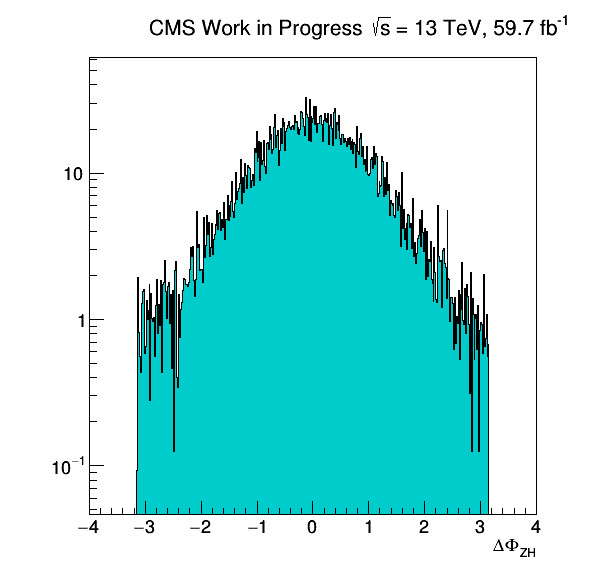 CMS Work in Progress √s = 13 TeV, 59.7 fb⁻¹
10
1
10⁻¹
−4 −3 −2 −1 0 1 2 3 4
ΔΦ_ZH